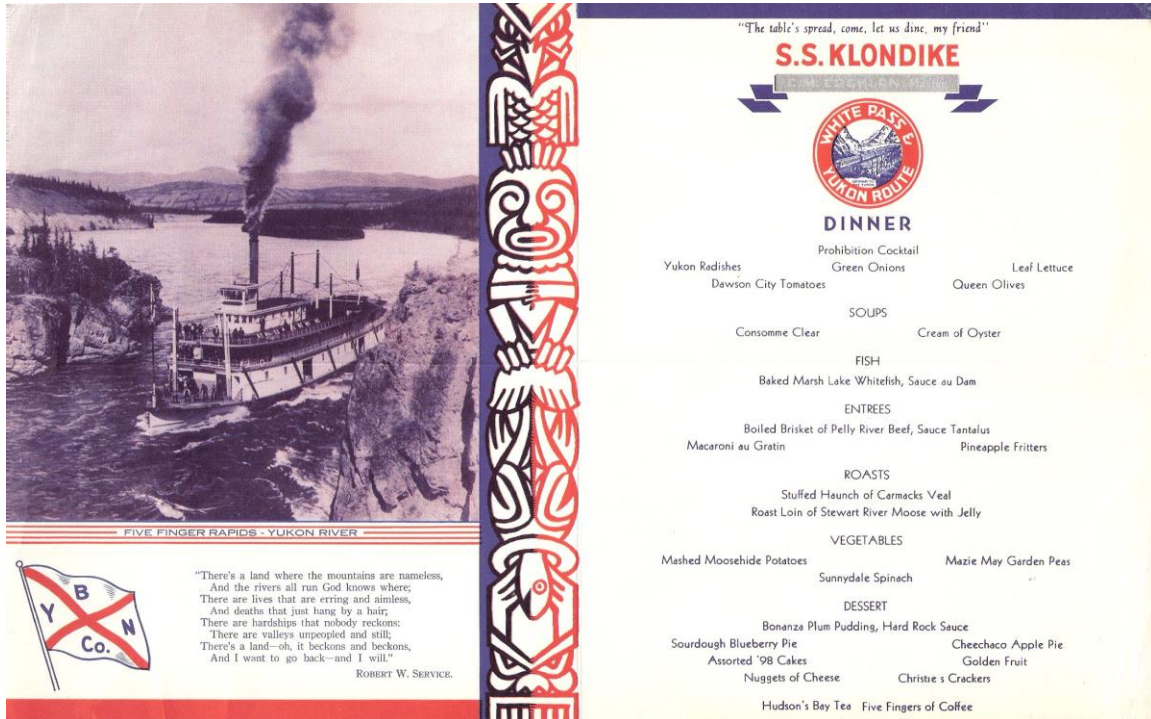 FIVE FINGER RAPIDS - YUKON RIVER
Y B N Co.
"There's a land where the mountains are nameless,
And the rivers all run God knows where;
There are lives that are erring and aimless,
And deaths that just hang by a hair;
There are hardships that nobody reckons:
There are valleys unpeopled and still;
There's a land—oh, it beckons and beckons,
And I want to go back—and I will."
ROBERT W. SERVICE.
"The table's spread, come, let us dine, my friend"
S.S. KLONDIKE
WHITE PASS &
YUKON ROUTE
DINNER
Prohibition Cocktail
Yukon Radishes Green Onions Leaf Lettuce
Dawson City Tomatoes Queen Olives
SOUPS
Consomme Clear Cream of Oyster
FISH
Baked Marsh Lake Whitefish, Sauce au Dam
ENTREES
Boiled Brisket of Pelly River Beef, Sauce Tantalus
Macaroni au Gratin Pineapple Fritters
ROASTS
Stuffed Haunch of Carmacks Veal
Roast Loin of Stewart River Moose with Jelly
VEGETABLES
Mashed Moosehide Potatoes Mazie May Garden Peas
Sunnydale Spinach
DESSERT
Bonanza Plum Pudding, Hard Rock Sauce
Sourdough Blueberry Pie Cheechaco Apple Pie
Assorted '98 Cakes Golden Fruit
Nuggets of Cheese Christie s Crackers
Hudson's Bay Tea Five Fingers of Coffee